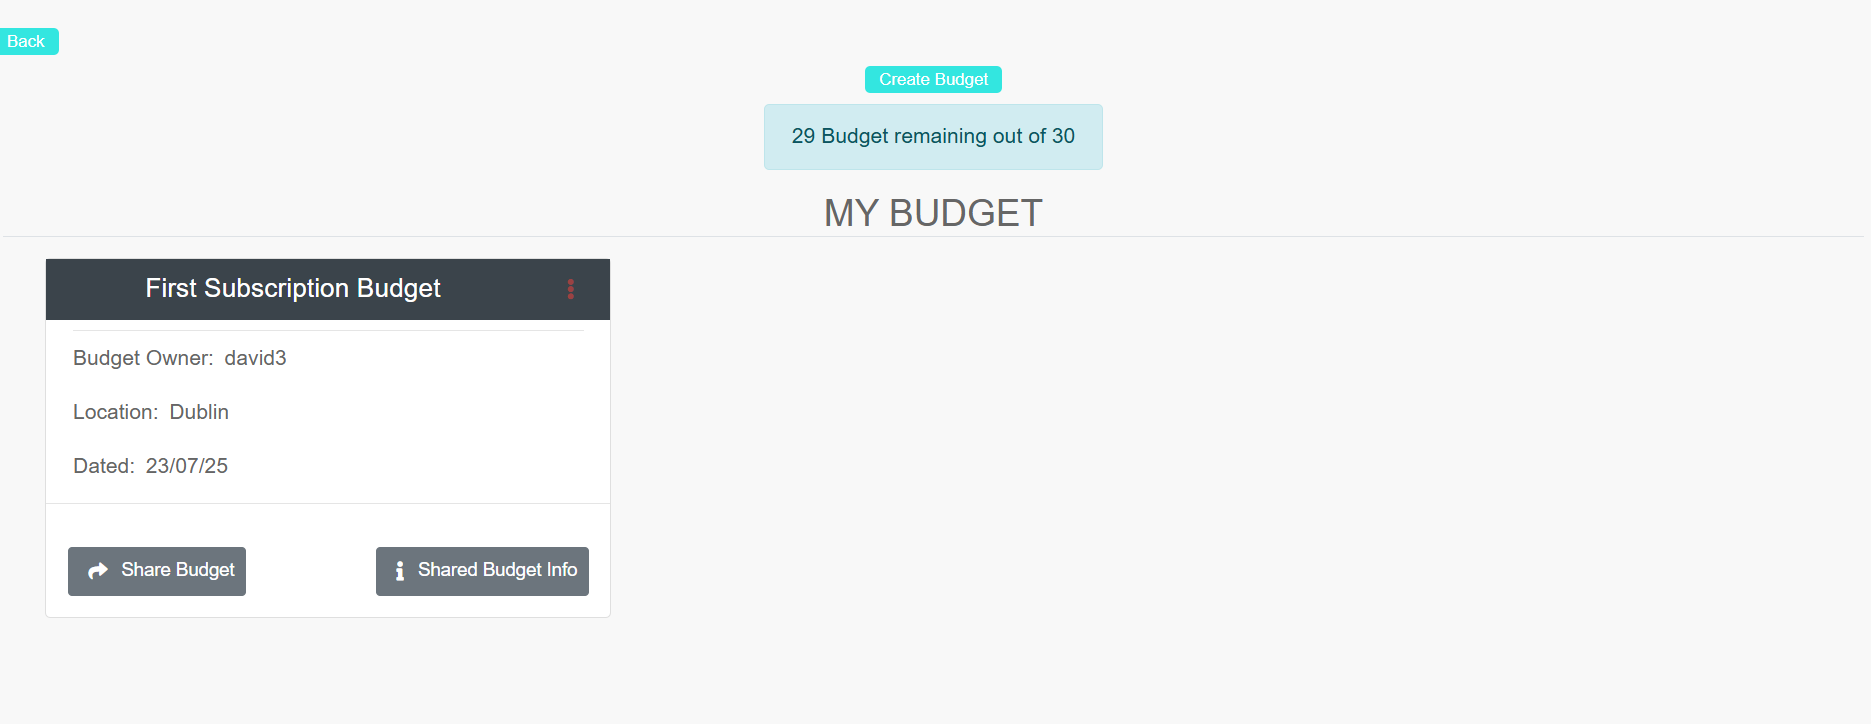 Back
Create Budget
29 Budget remaining out of 30
MY BUDGET
First Subscription Budget
Budget Owner: david3
Location: Dublin
Dated: 23/07/25
Share Budget
Shared Budget Info